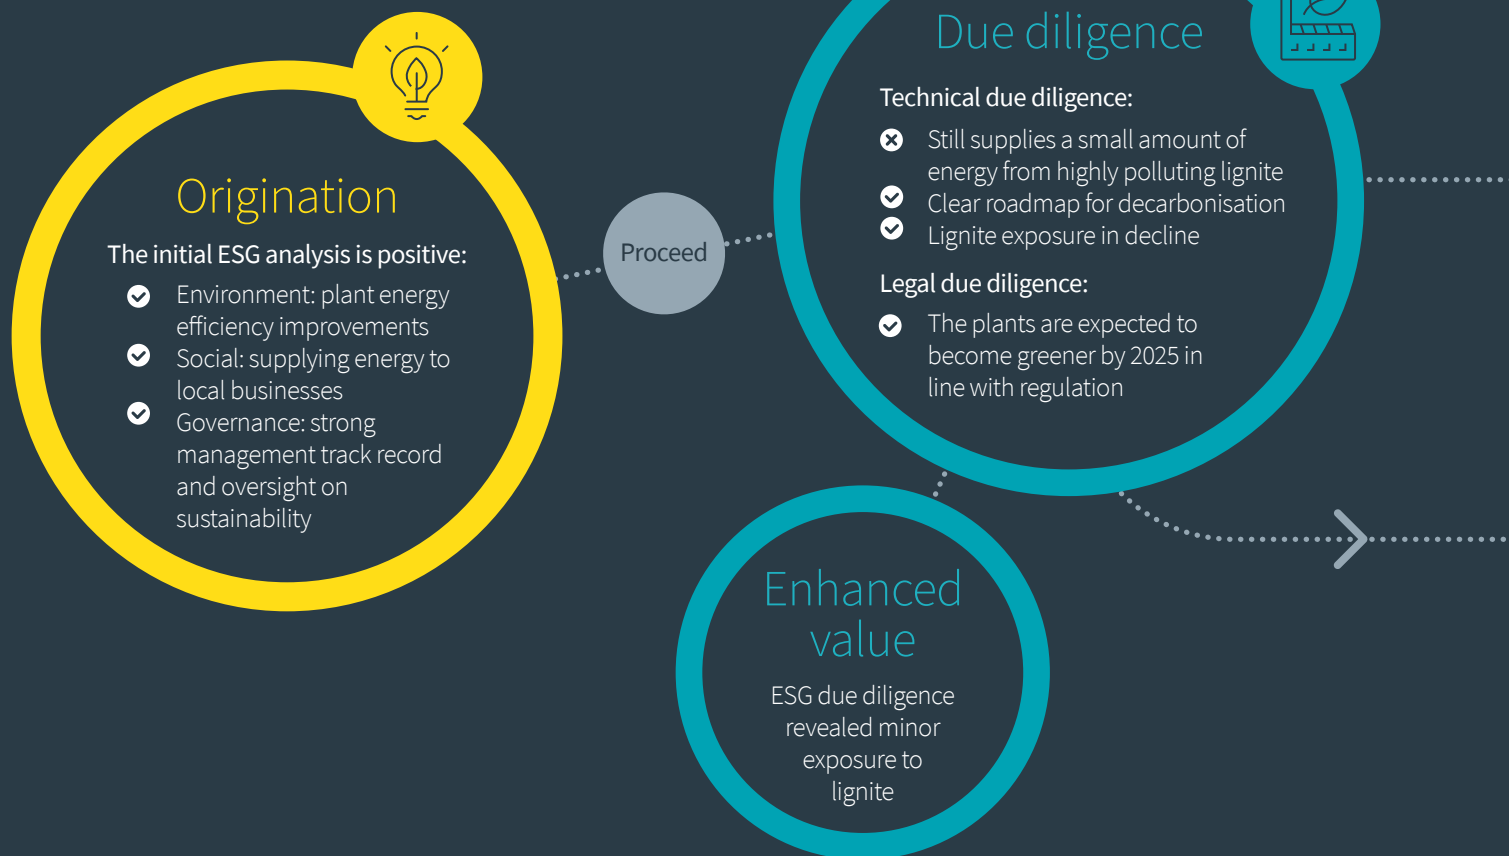 Origination
The initial ESG analysis is positive:
Environment: plant energy
efficiency improvements
Social: supplying energy to
local businesses
Governance: strong
management track record
and oversight on
sustainability
Proceed
Due diligence
Technical due diligence:
Still supplies a small amount of
energy from highly polluting lignite
Clear roadmap for decarbonisation
Lignite exposure in decline
Legal due diligence:
The plants are expected to
become greener by 2025 in
line with regulation
Enhanced
value
ESG due diligence
revealed minor
exposure to
lignite